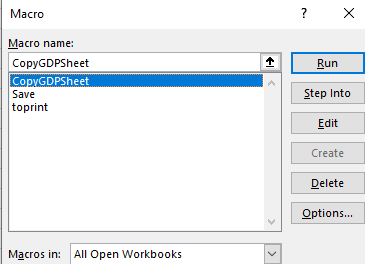 Macro
?
Macro name:
CopyGDPSheet
Run
CopyGDPSheet
Save
toprint
Step Into
Edit
Create
Delete
Options...
Macros in:
All Open Workbooks